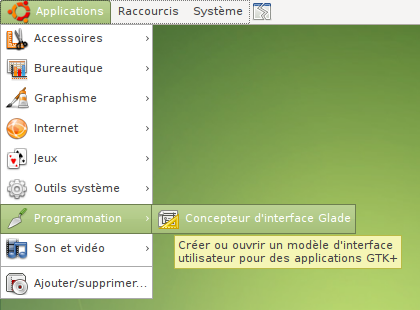 Applications Raccourcis Système
Accessoires
Bureautique
Graphisme
Internet
Jeux
Outils système
Programmation
Concepteur d'interface Glade
Son et vidéo
Créer ou ouvrir un modèle d'interface
utilisateur pour des applications GTK+
Ajouter/supprimer...